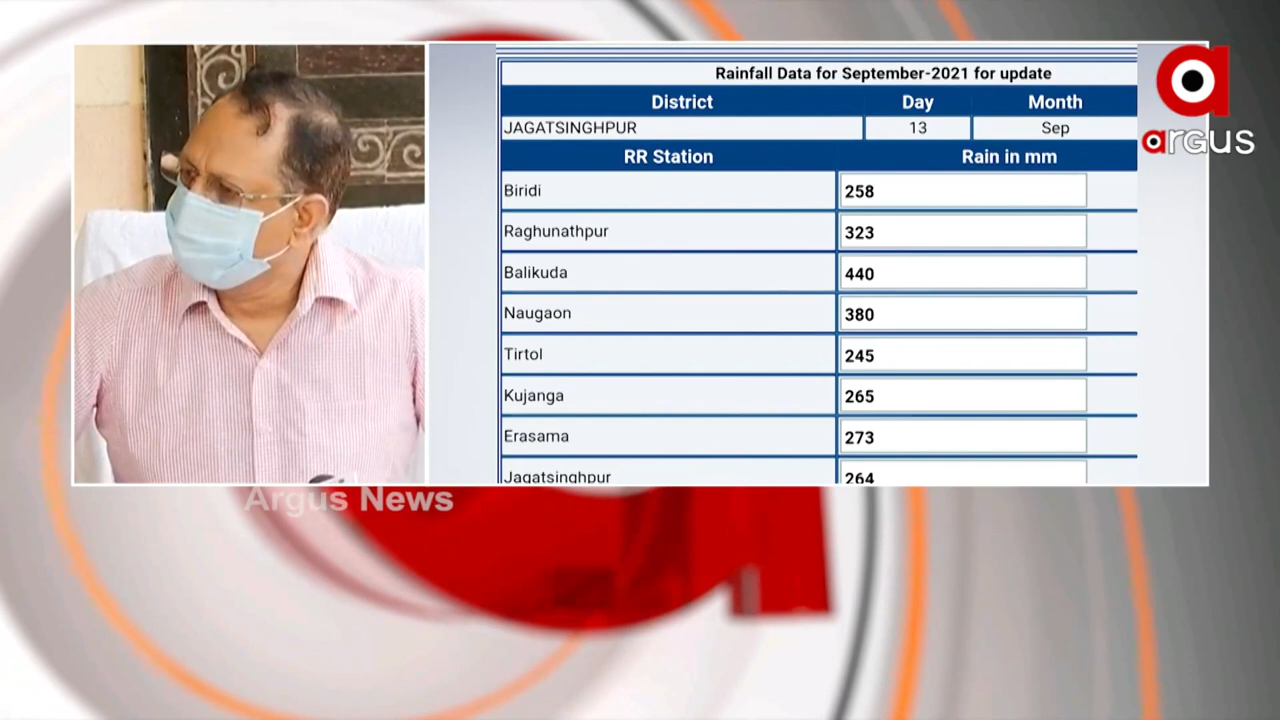 Rainfall Data for September-2021 for update
District Day Month
JAGATSINGHPUR 13 Sep
RR Station Rain in mm
Biridi 258
Raghunathpur 323
Balikuda 440
Naugaon 380
Tirtol 245
Kujanga 265
Erasama 273
Jagatsinghpur 264
argus
Argus News